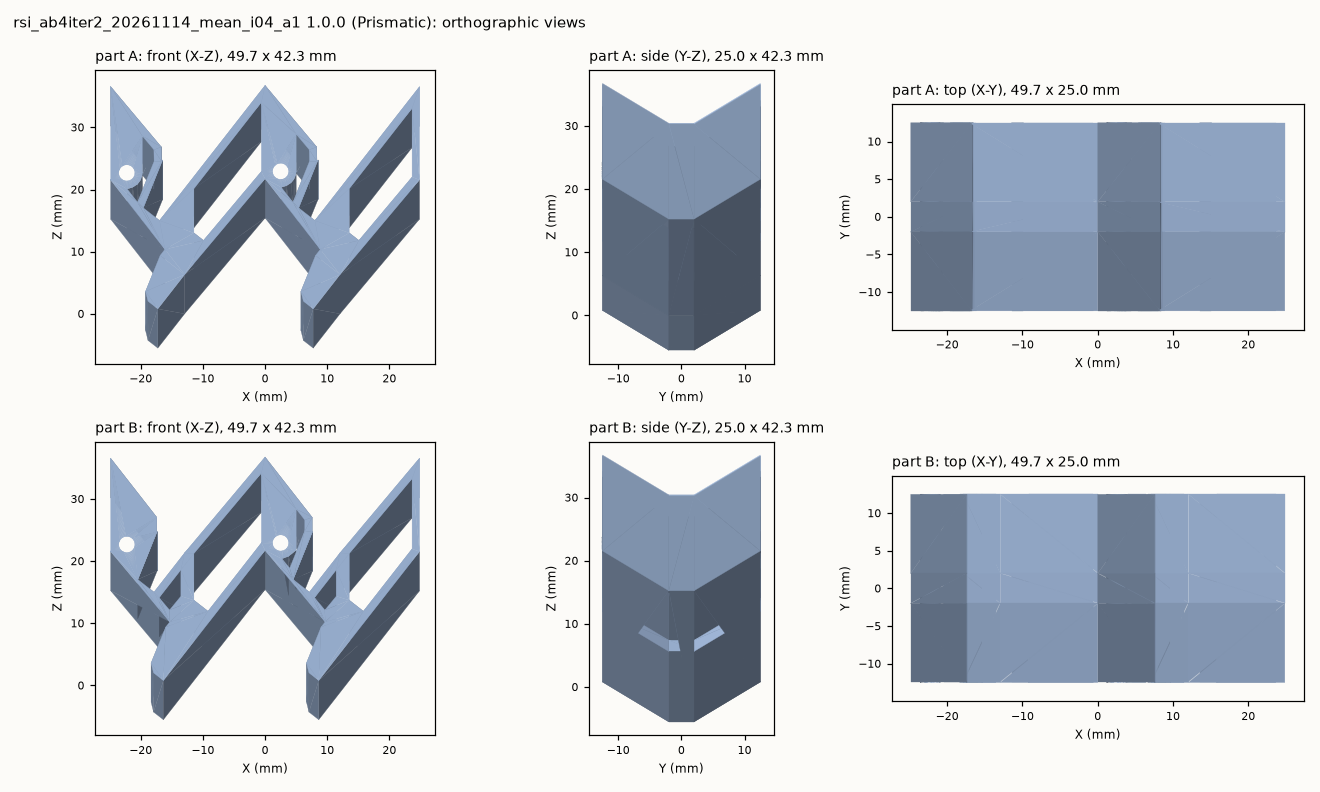 rsi_ab4iter2_20261114_mean_i04_a1 1.0.0 (Prismatic): orthographic views
part A: front (X-Z), 49.7 x 42.3 mm
part A: side (Y-Z), 25.0 x 42.3 mm
part A: top (X-Y), 49.7 x 25.0 mm
Z (mm)
0
10
20
30
−20
−10
0
10
20
X (mm)
Z (mm)
0
10
20
30
−10
0
10
Y (mm)
Y (mm)
10
5
0
−5
−10
−20
−10
0
10
20
X (mm)
part B: front (X-Z), 49.7 x 42.3 mm
part B: side (Y-Z), 25.0 x 42.3 mm
part B: top (X-Y), 49.7 x 25.0 mm
Z (mm)
0
10
20
30
−20
−10
0
10
20
X (mm)
Z (mm)
0
10
20
30
−10
0
10
Y (mm)
Y (mm)
10
5
0
−5
−10
−20
−10
0
10
20
X (mm)